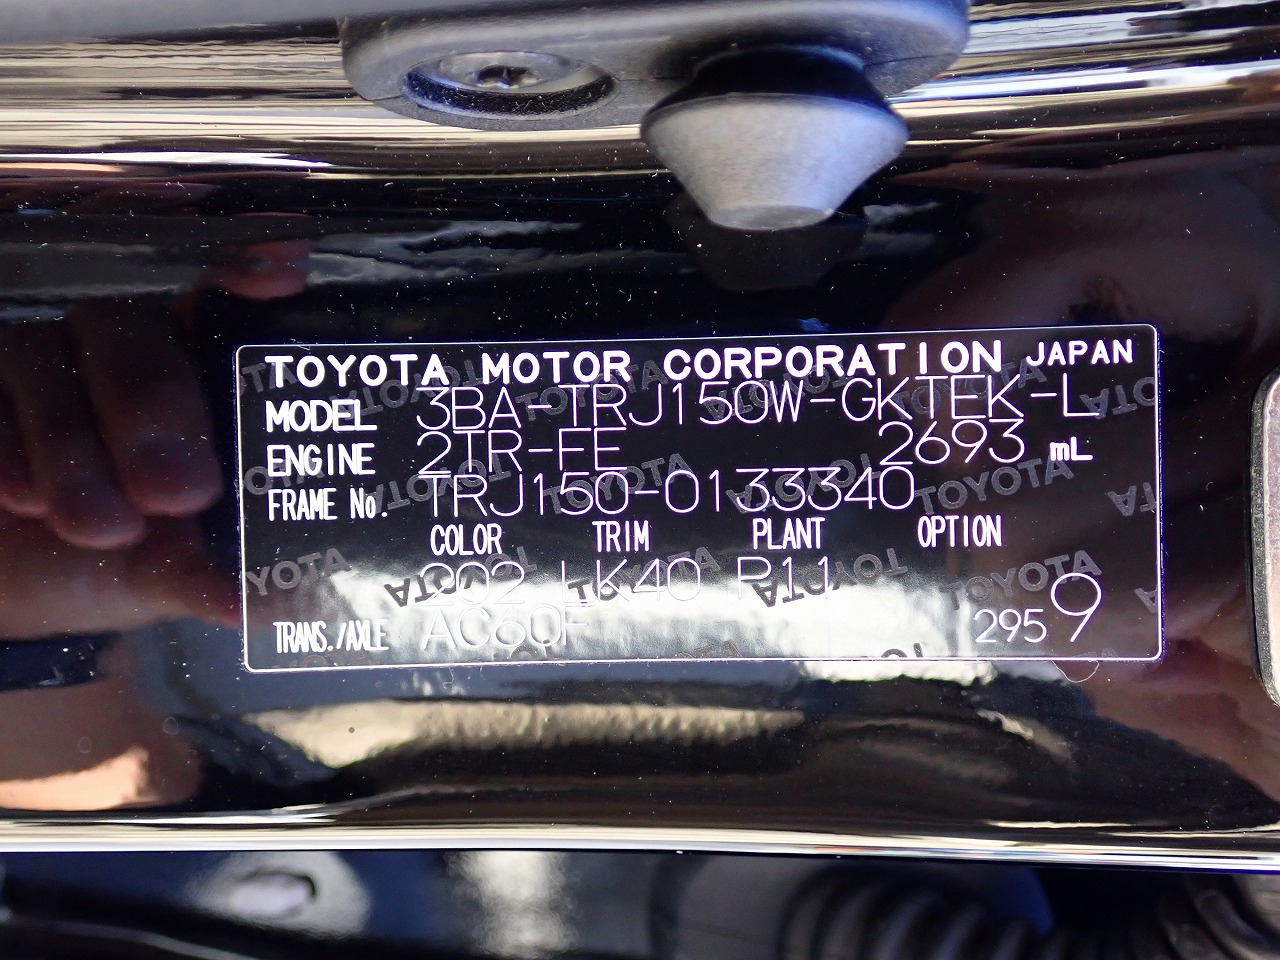 TOYOTA MOTOR CORPORATION JAPAN
MODEL 3BA-TRJ150W-GKTEK-L
ENGINE 2TR-FE 2693 mL
FRAME No. TRJ150-0133340
COLOR TRIM PLANT OPTION
202 LK40 P11
TRANS./AXLE AC60F 295 9